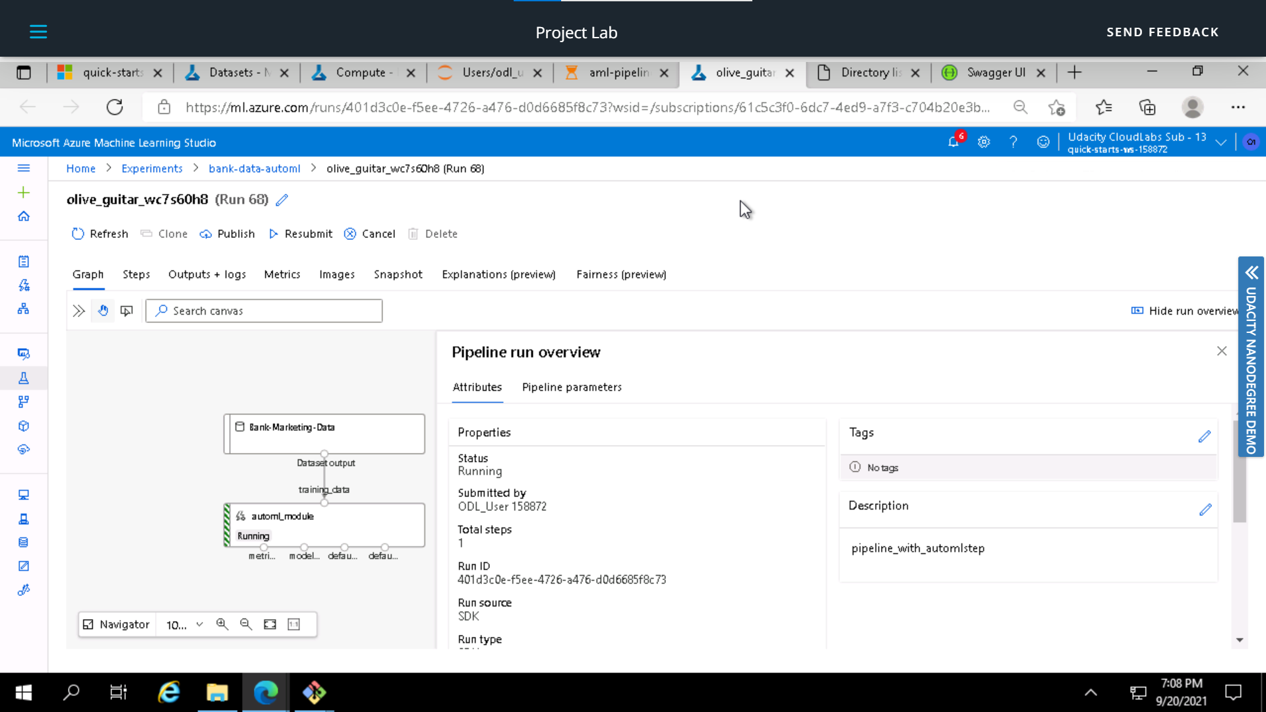 Project Lab
SEND FEEDBACK
quick-starts
Datasets - M
Compute -
Users/odl_u
aml-pipelin
olive_guitar
Directory lis
Swagger UI
https://ml.azure.com/runs/401d3c0e-f5ee-4726-a476-d0d6685f8c73?wsid=/subscriptions/61c5c3f0-6dc7-4ed9-a7f3-c704b20e3b...
Microsoft Azure Machine Learning Studio
6
Udacity CloudLabs Sub - 13
quick-starts-ws-158872
Home > Experiments > bank-data-automl > olive_guitar_wc7s60h8 (Run 68)
olive_guitar_wc7s60h8 (Run 68)
Refresh Clone Publish Resubmit Cancel Delete
Graph Steps Outputs + logs Metrics Images Snapshot Explanations (preview) Fairness (preview)
Search canvas
Hide run overview
UDACITY NANODEGREE DEMO
Bank-Marketing-Data
Dataset output
training_data
automl_module
Running
metri... model... defau... defau...
Navigator 10...
Pipeline run overview
Attributes Pipeline parameters
Properties
Status
Running
Submitted by
ODL_User 158872
Total steps
1
Run ID
401d3c0e-f5ee-4726-a476-d0d6685f8c73
Run source
SDK
Run type
Tags
No tags
Description
pipeline_with_automlstep
7:08 PM
9/20/2021